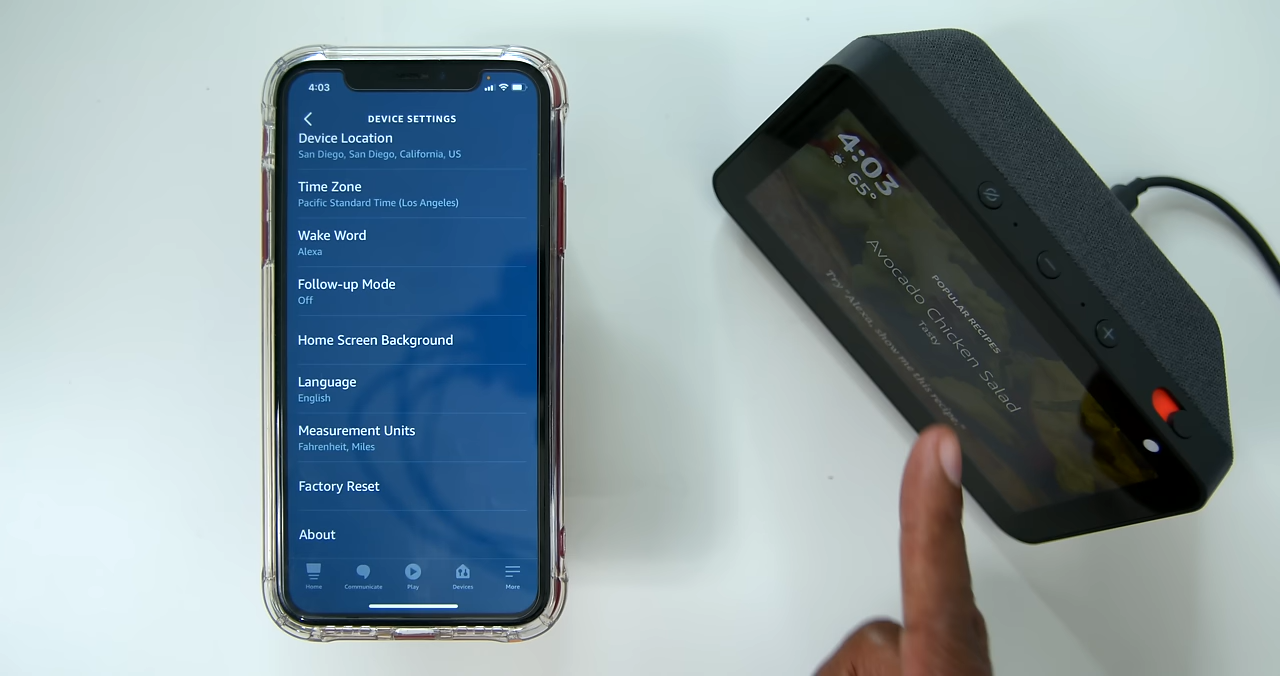 4:03
DEVICE SETTINGS
Device Location
San Diego, San Diego, California, US
Time Zone
Pacific Standard Time (Los Angeles)
Wake Word
Alexa
Follow-up Mode
Off
Home Screen Background
Language
English
Measurement Units
Fahrenheit, Miles
Factory Reset
About
Home
Communicate
Play
Devices
More
4:03
65°
POPULAR RECIPES
Avocado Chicken Salad
Tasty
Try "Alexa, show me this recipe."